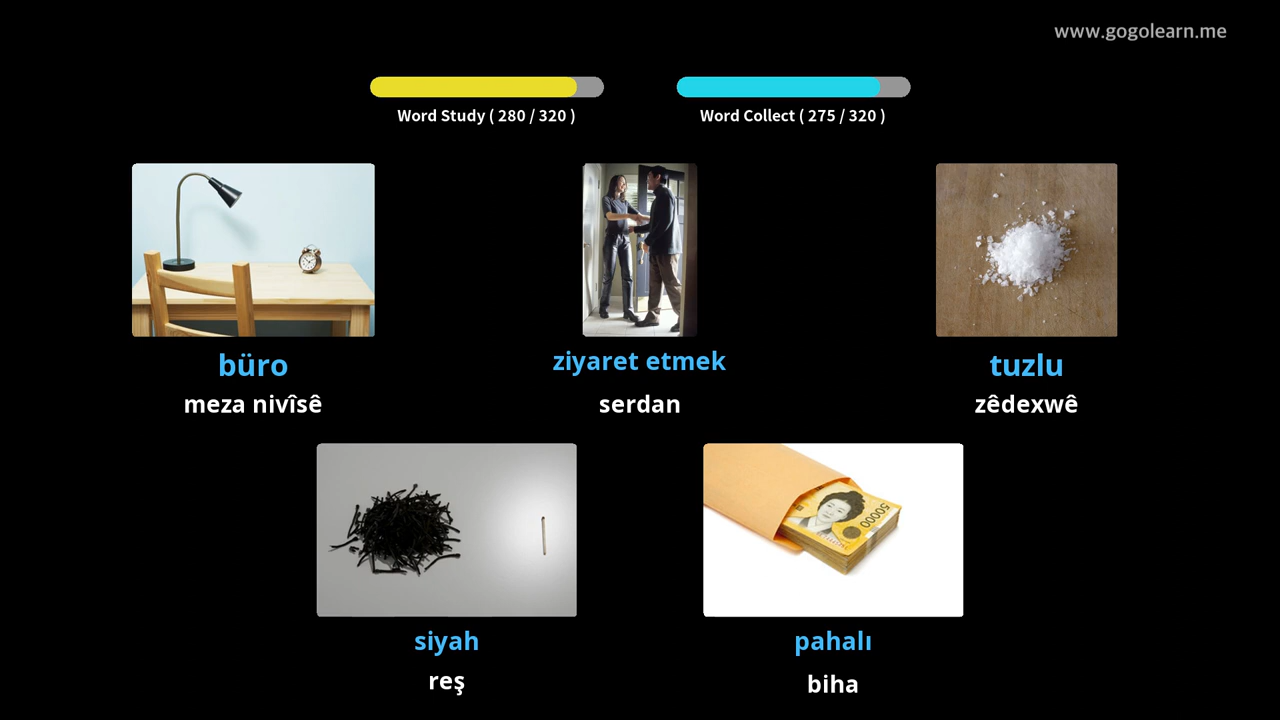 www.gogolearn.me
Word Study ( 280 / 320 )
Word Collect ( 275 / 320 )
büro
meza nivîsê
ziyaret etmek
serdan
tuzlu
zêdexwê
50000
siyah
reş
pahalı
biha